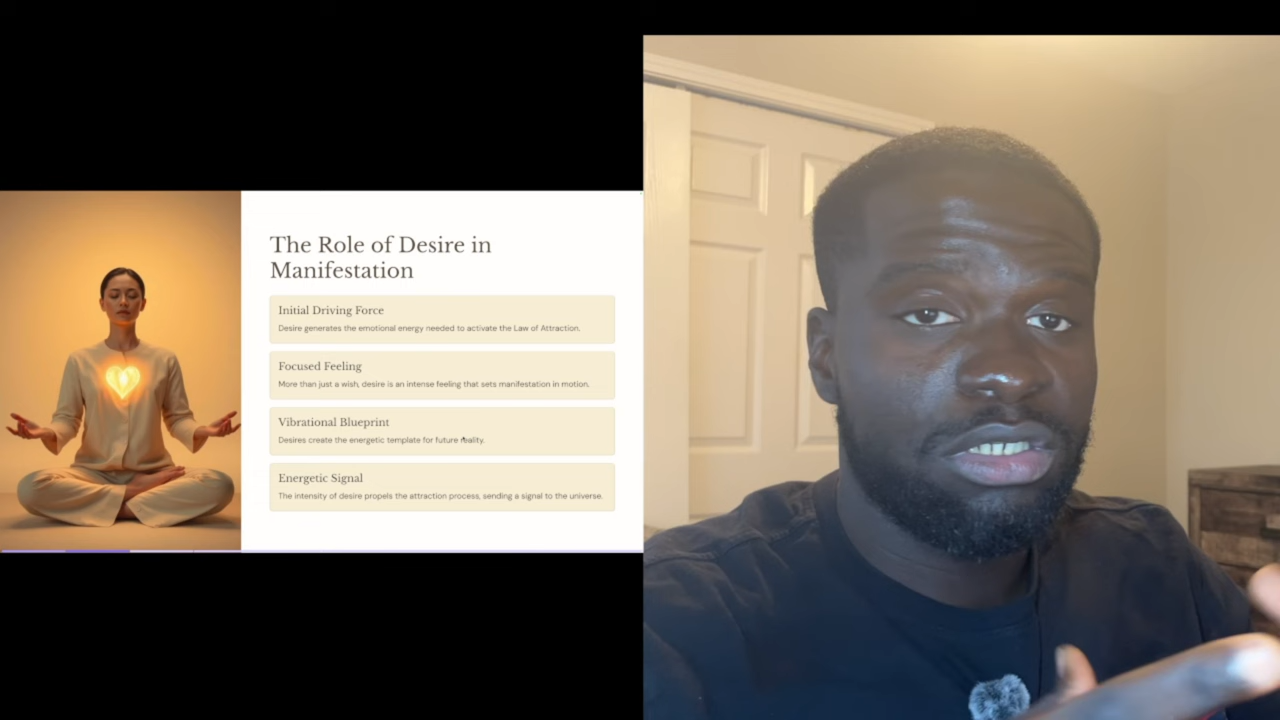 The Role of Desire in
Manifestation
Initial Driving Force
Desire generates the emotional energy needed to activate the Law of Attraction.
Focused Feeling
More than just a wish, desire is an intense feeling that sets manifestation in motion.
Vibrational Blueprint
Desires create the energetic template for future reality.
Energetic Signal
The intensity of desire propels the attraction process, sending a signal to the universe.